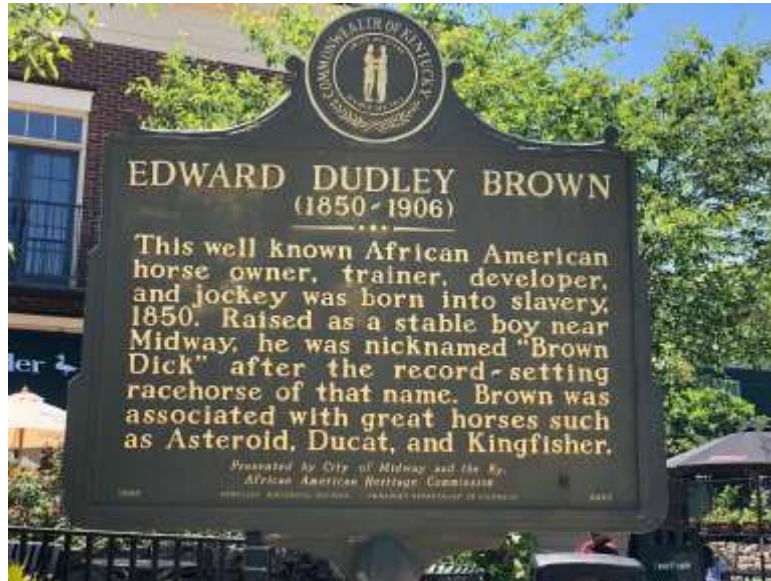 COMMONWEALTH OF KENTUCKY
EDWARD DUDLEY BROWN
(1850-1906)
This well known African American
horse owner, trainer, developer,
and jockey was born into slavery,
1850. Raised as a stable boy near
Midway, he was nicknamed "Brown
Dick" after the record-setting
racehorse of that name. Brown was
associated with great horses such
as Asteroid, Ducat, and Kingfisher.
Presented by City of Midway and the Ky.
African American Heritage Commission